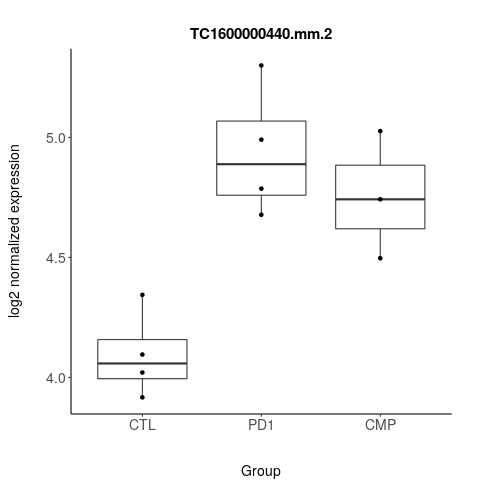 TC1600000440.mm.2
log2 normalized expression
5.0
4.5
4.0
CTL PD1 CMP
Group